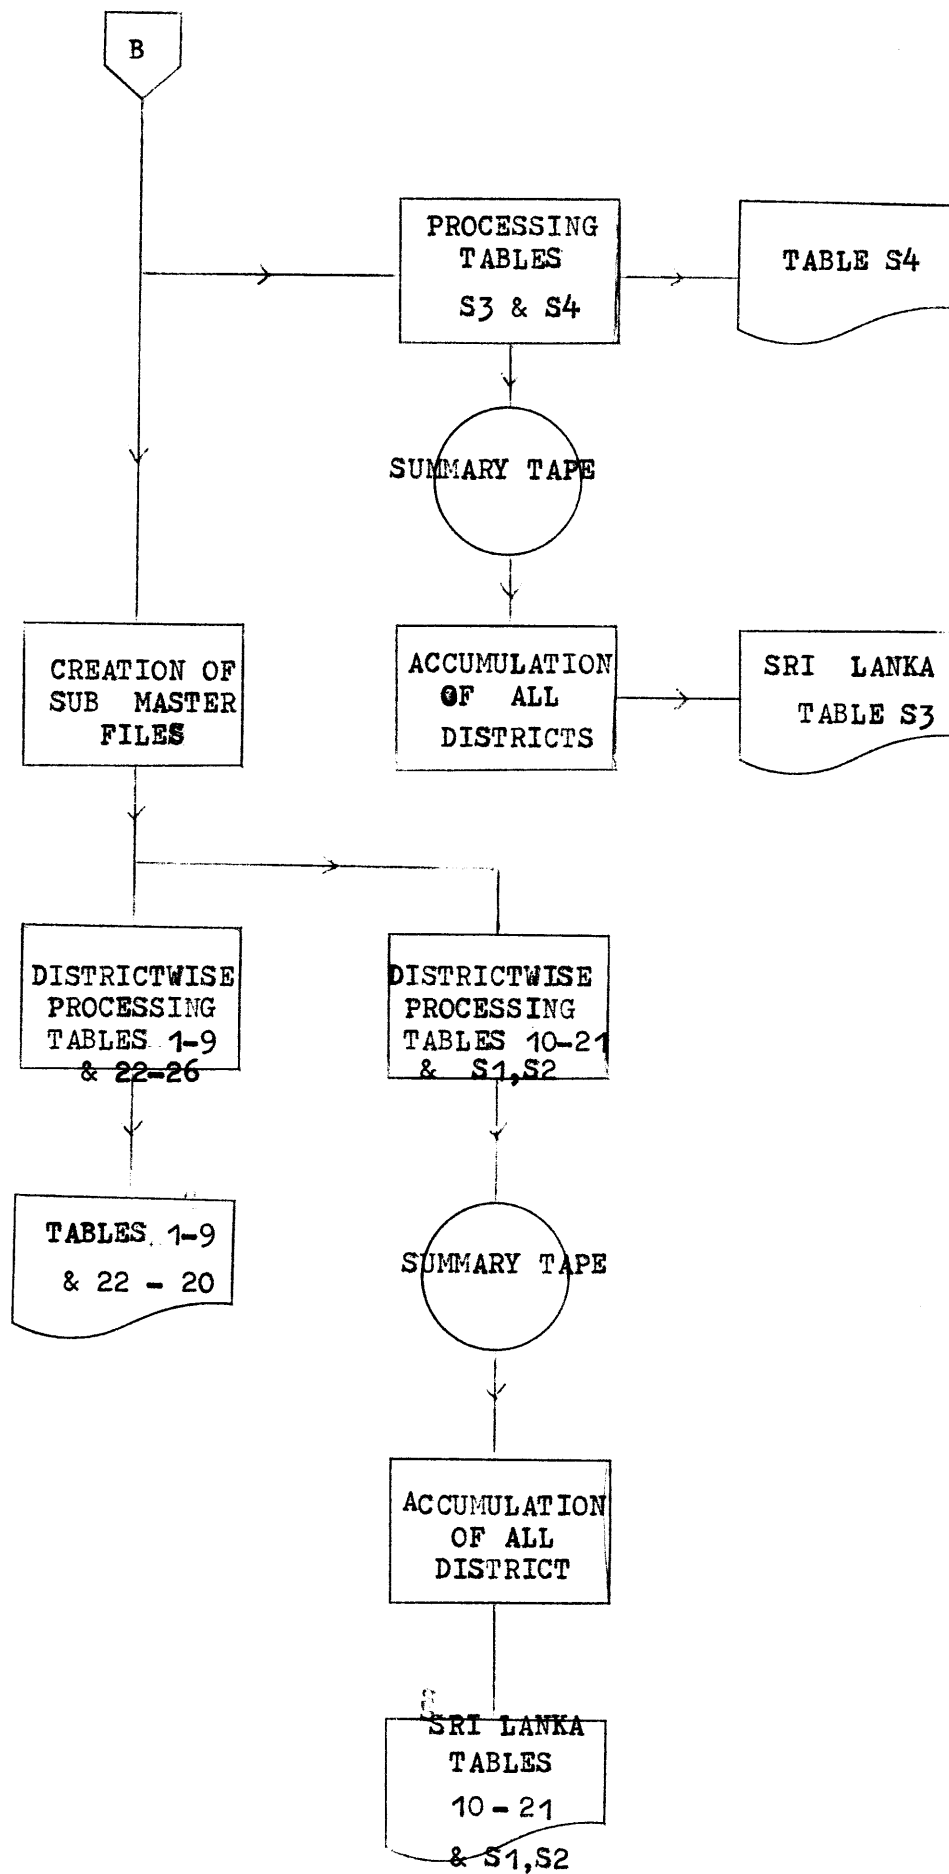 B
PROCESSING
TABLES
S3 & S4
TABLE S4
SUMMARY TAPE
CREATION OF
SUB MASTER
FILES
ACCUMULATION
OF ALL
DISTRICTS
SRI LANKA
TABLE S3
DISTRICTWISE
PROCESSING
TABLES 1-9
& 22-26
DISTRICTWISE
PROCESSING
TABLES 10-21
& S1,S2
TABLES 1-9
& 22 - 20
SUMMARY TAPE
ACCUMULATION
OF ALL
DISTRICT
SRI LANKA
TABLES
10 - 21
& S1,S2